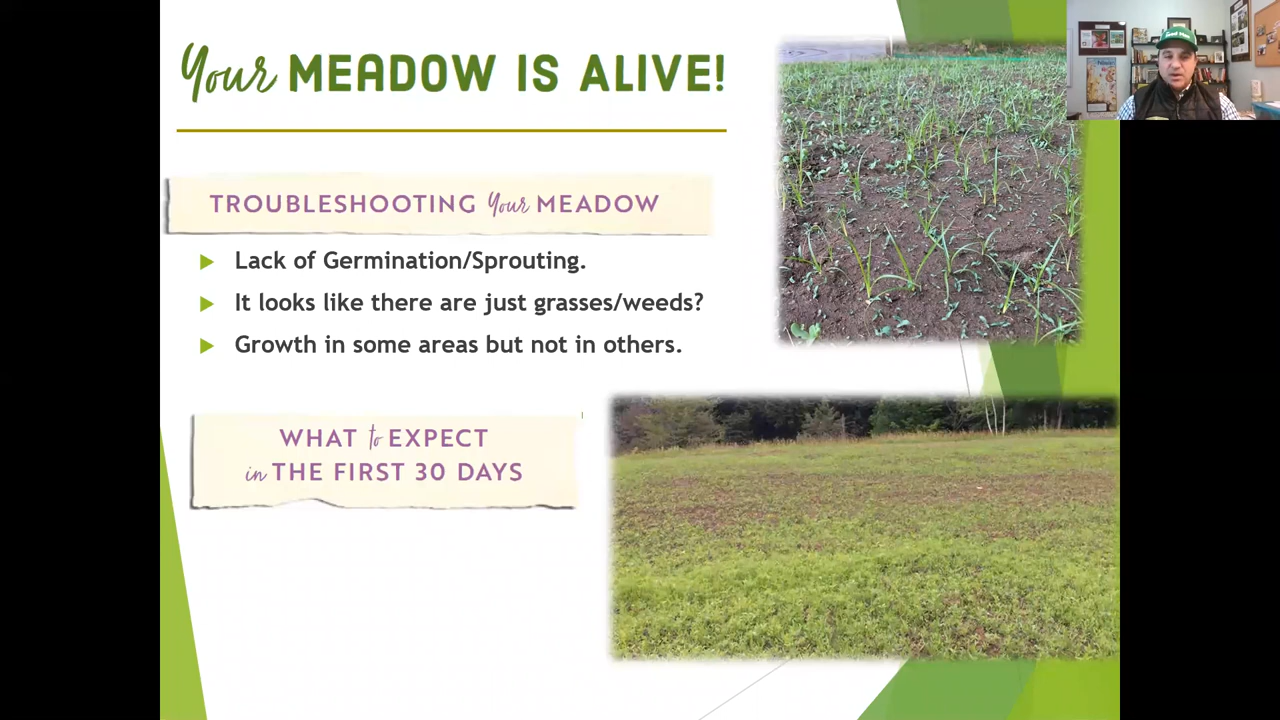 Your MEADOW IS ALIVE!
TROUBLESHOOTING Your MEADOW
Lack of Germination/Sprouting.
It looks like there are just grasses/weeds?
Growth in some areas but not in others.
WHAT to EXPECT
in THE FIRST 30 DAYS